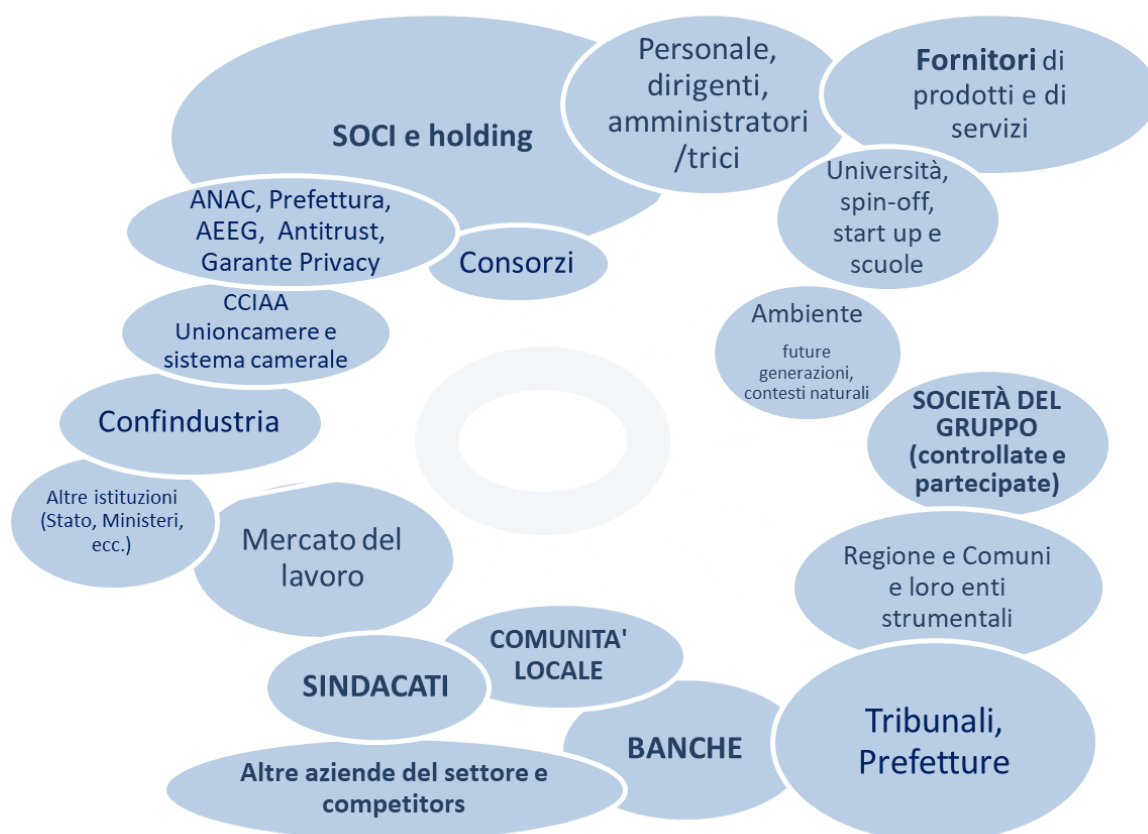 SOCI e holding
Personale,
dirigenti,
amministratori
/trici
Fornitori di
prodotti e di
servizi
Università,
spin-off,
start up e
scuole
ANAC, Prefettura,
AEEG, Antitrust,
Garante Privacy
Consorzi
CCIAA
Unioncamere e
sistema camerale
Ambiente
future
generazioni,
contesti naturali
Confindustria
SOCIETÀ DEL
GRUPPO
(controllate e
partecipate)
Altre istituzioni
(Stato, Ministeri,
ecc.)
Mercato del
lavoro
Regione e Comuni
e loro enti
strumentali
COMUNITA'
LOCALE
SINDACATI
BANCHE
Tribunali,
Prefetture
Altre aziende del settore e
competitors